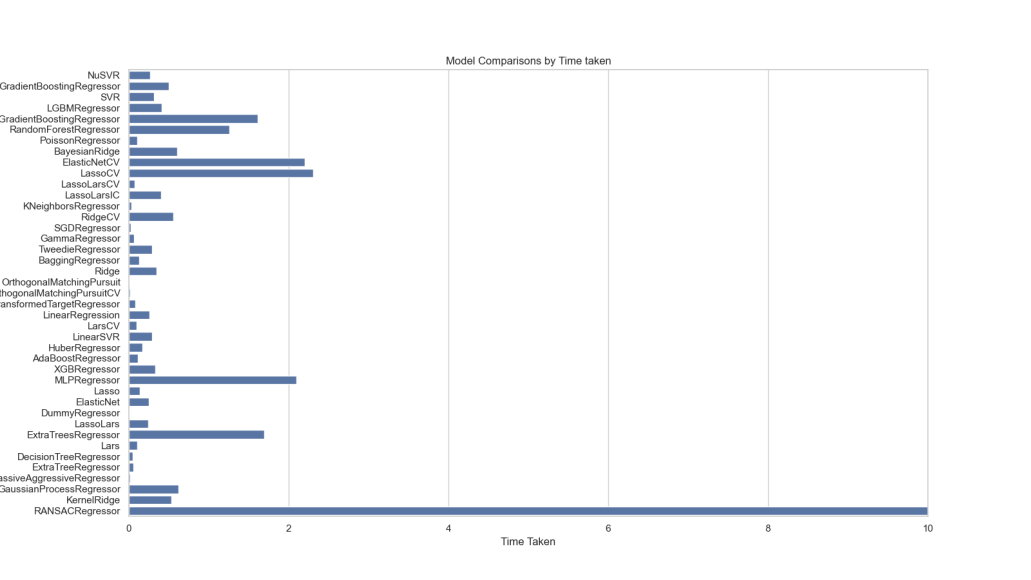 Model Comparisons by Time taken
NuSVR
GradientBoostingRegressor
SVR
LGBMRegressor
GradientBoostingRegressor
RandomForestRegressor
PoissonRegressor
BayesianRidge
ElasticNetCV
LassoCV
LassoLarsCV
LassoLarsIC
KNeighborsRegressor
RidgeCV
SGDRegressor
GammaRegressor
TweedieRegressor
BaggingRegressor
Ridge
OrthogonalMatchingPursuit
thogonalMatchingPursuitCV
ansformedTargetRegressor
LinearRegression
LarsCV
LinearSVR
HuberRegressor
AdaBoostRegressor
XGBRegressor
MLPRegressor
Lasso
ElasticNet
DummyRegressor
LassoLars
ExtraTreesRegressor
Lars
DecisionTreeRegressor
ExtraTreeRegressor
assiveAggressiveRegressor
GaussianProcessRegressor
KernelRidge
RANSACRegressor
0 2 4 6 8 10
Time Taken